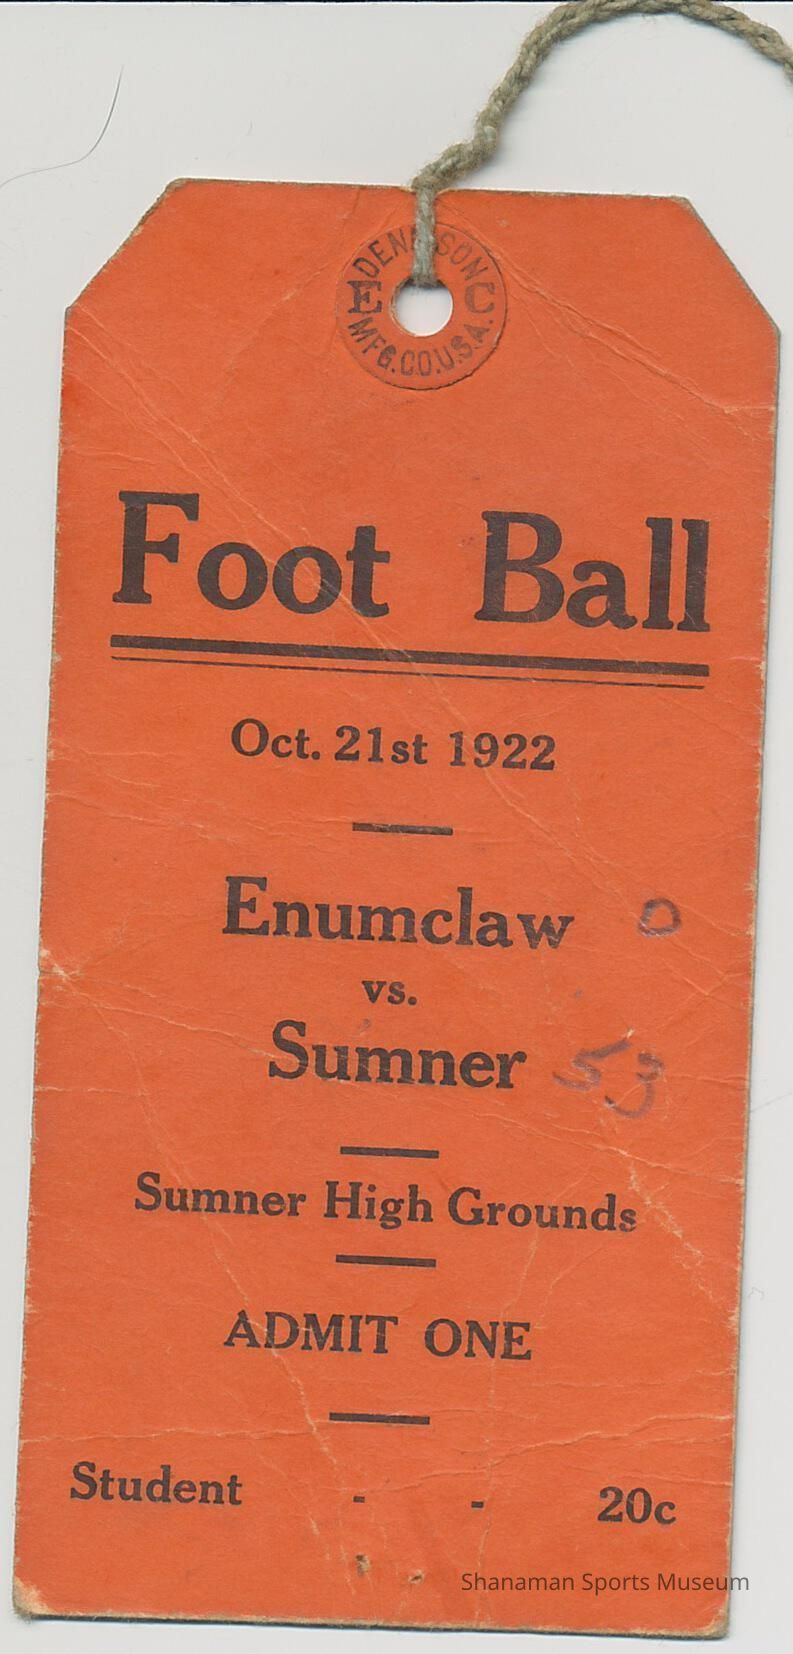 DENNISON
E C
MFG.CO.U.S.A.
Foot Ball
Oct. 21st 1922
Enumclaw 0
vs.
Sumner 53
Sumner High Grounds
ADMIT ONE
Student - - 20c
Shanaman Sports Museum